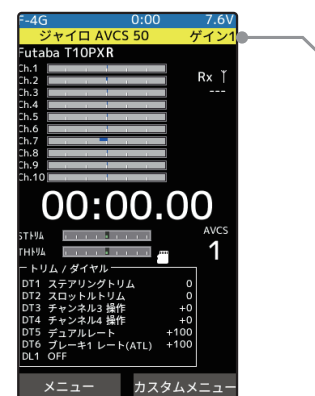 F-4G 0:00 7.6V
ジャイロ AVCS 50 ゲイン1
Futaba T10PXR
Ch.1
Ch.2
Rx
Ch.3
---
Ch.4
Ch.5
Ch.6
Ch.7
Ch.8
Ch.9
Ch.10
00:00.00
STﾄﾘﾑ
AVCS
THﾄﾘﾑ
1
トリム / ダイヤル
DT1 ステアリングトリム 0
DT2 スロットルトリム 0
DT3 チャンネル3 操作 +0
DT4 チャンネル4 操作 +0
DT5 デュアルレート +100
DT6 ブレーキ1 レート(ATL) +100
DL1 OFF
メニュー カスタムメニュー